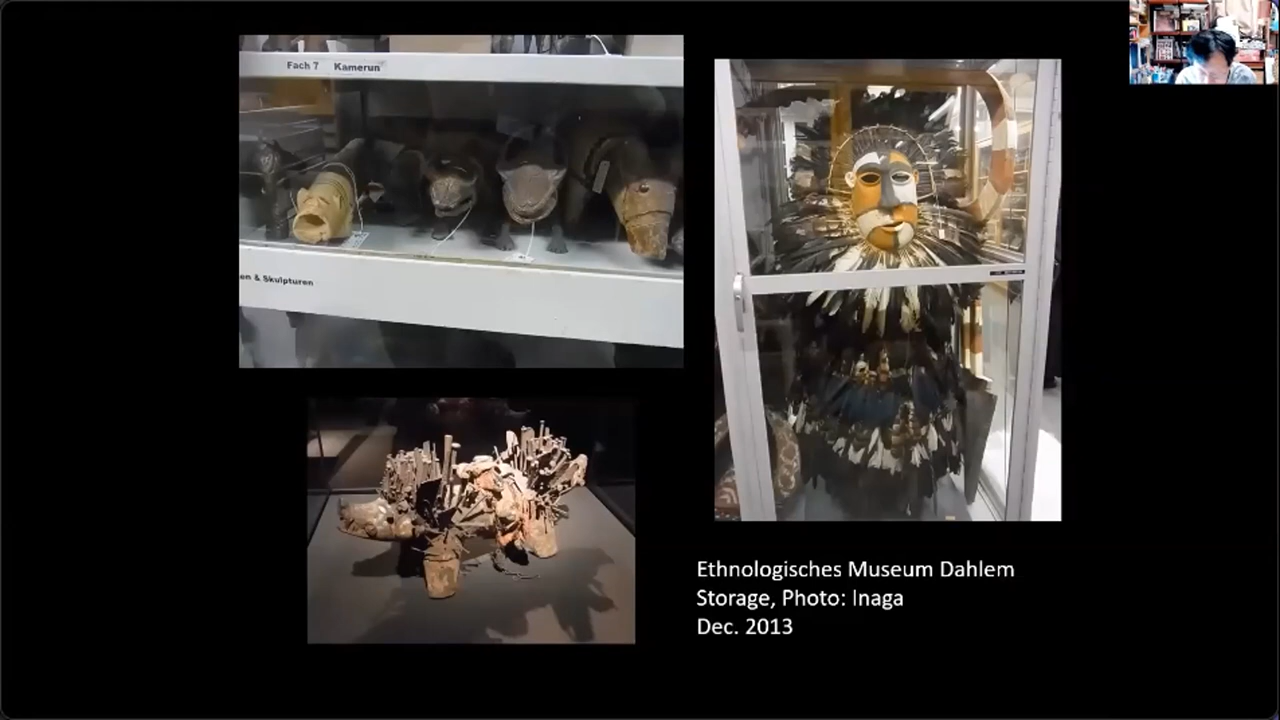 Fach 7 Kamerun
en & Skulpturen
Ethnologisches Museum Dahlem
Storage, Photo: Inaga
Dec. 2013